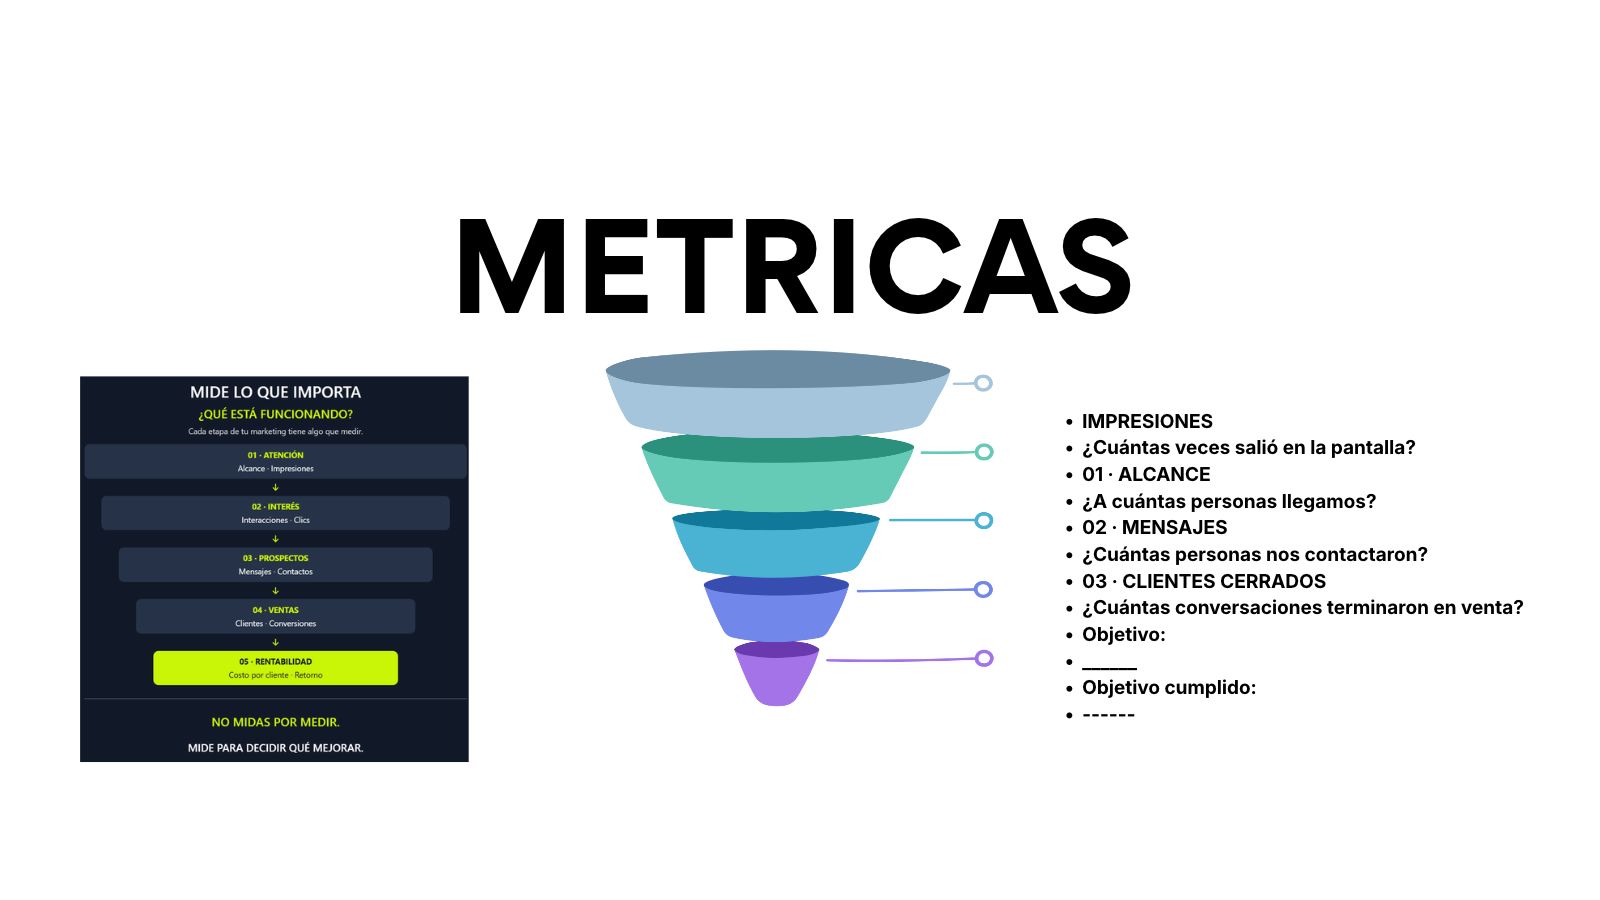 METRICAS
MIDE LO QUE IMPORTA
¿QUÉ ESTÁ FUNCIONANDO?
Cada etapa de tu marketing tiene algo que medir.
01 · ATENCIÓN
Alcance · Impresiones
↓
02 · INTERÉS
Interacciones · Clics
↓
03 · PROSPECTOS
Mensajes · Contactos
↓
04 · VENTAS
Clientes · Conversiones
↓
05 · RENTABILIDAD
Costo por cliente · Retorno
NO MIDAS POR MEDIR.
MIDE PARA DECIDIR QUÉ MEJORAR.
• IMPRESIONES
• ¿Cuántas veces salió en la pantalla?
• 01 · ALCANCE
• ¿A cuántas personas llegamos?
• 02 · MENSAJES
• ¿Cuántas personas nos contactaron?
• 03 · CLIENTES CERRADOS
• ¿Cuántas conversaciones terminaron en venta?
• Objetivo:
• ______
• Objetivo cumplido:
• ------